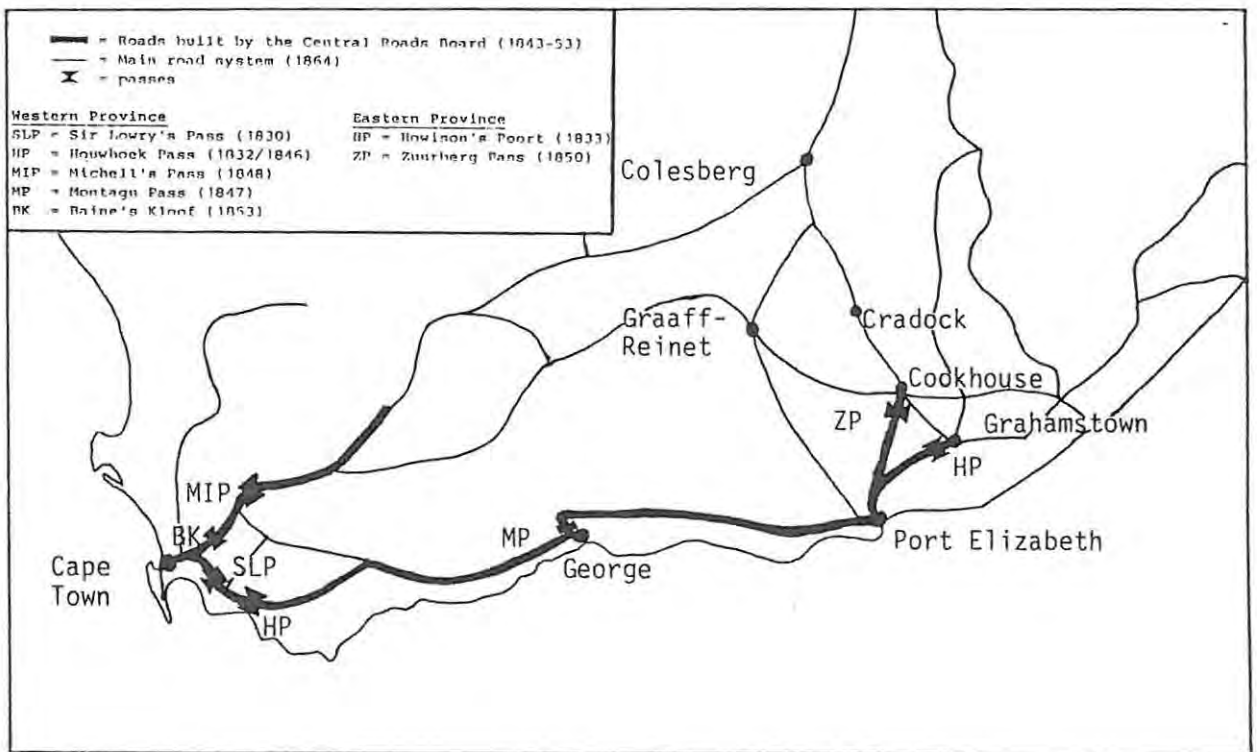 = Roads built by the Central Roads Board (1843-53)
= Main road system (1864)
= passes
Western Province
SLP = Sir Lowry's Pass (1830)
HP = Houwhoek Pass (1832/1846)
MIP = Michell's Pass (1848)
MP = Montagu Pass (1847)
BK = Baine's Kloof (1853)
Eastern Province
HP = Howison's Poort (1833)
ZP = Zuurberg Pass (1850)
Colesberg
Graaff-
Reinet
Cradock
Cookhouse
ZP
Grahamstown
HP
MIP
BK
MP
Port Elizabeth
SLP
George
Cape
Town
HP